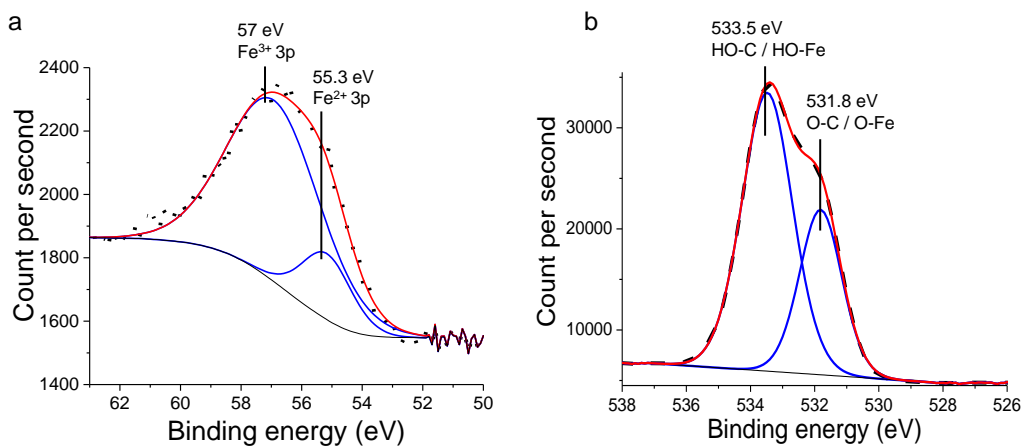 a
57 eV
Fe³⁺ 3p
55.3 eV
Fe²⁺ 3p
Count per second
2400
2200
2000
1800
1600
1400
62 60 58 56 54 52 50
Binding energy (eV)
b
533.5 eV
HO-C / HO-Fe
531.8 eV
O-C / O-Fe
Count per second
30000
20000
10000
538 536 534 532 530 528 526
Binding energy (eV)